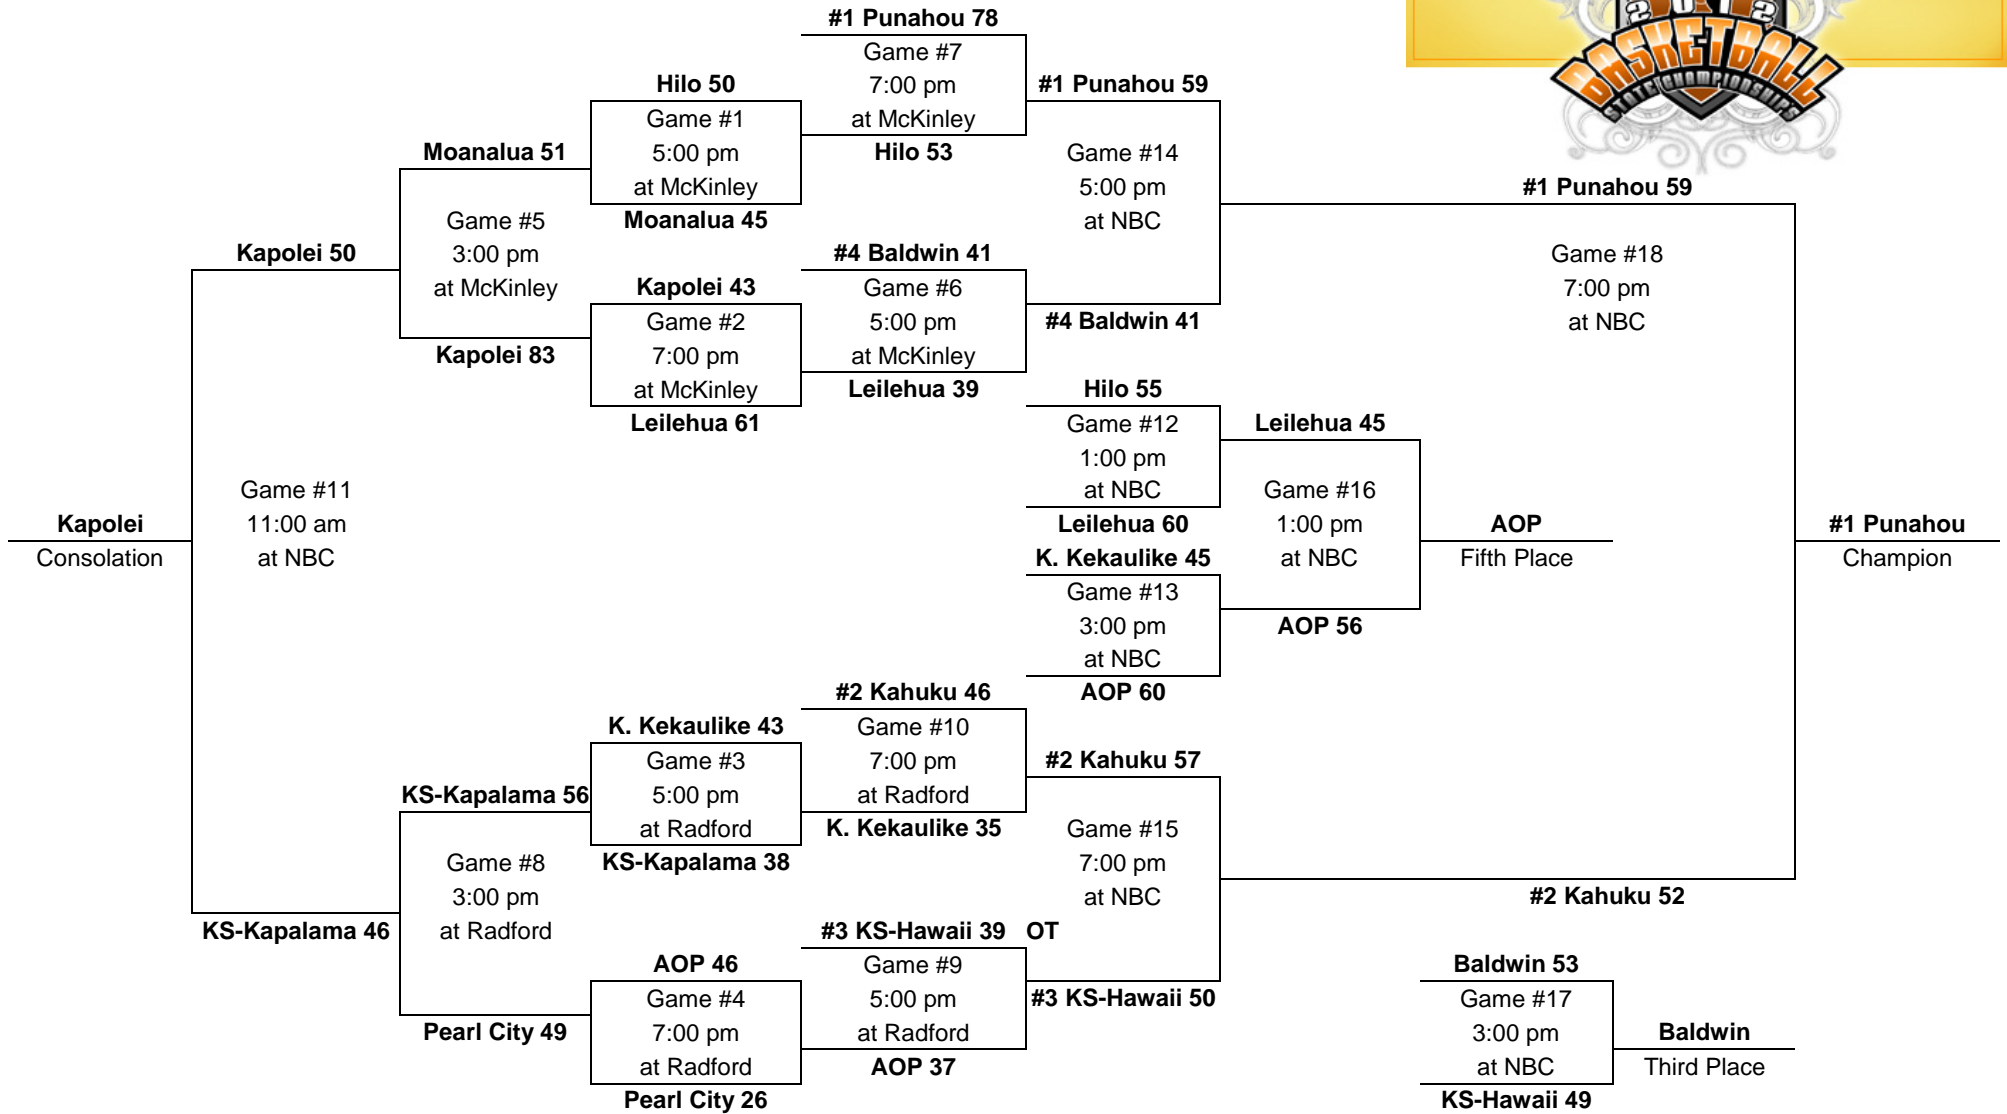 2012
BASKETBALL
STATE CHAMPIONSHIPS
#1 Punahou 78
Game #7
7:00 pm
at McKinley
Hilo 53
Hilo 50
Game #1
5:00 pm
at McKinley
Moanalua 45
#1 Punahou 59
Game #14
5:00 pm
at NBC
#4 Baldwin 41
Moanalua 51
Game #5
3:00 pm
at McKinley
Kapolei 83
#1 Punahou 59
Game #18
7:00 pm
at NBC
#2 Kahuku 52
Kapolei 50
Game #11
11:00 am
at NBC
KS-Kapalama 46
#4 Baldwin 41
Game #6
5:00 pm
at McKinley
Leilehua 39
Kapolei 43
Game #2
7:00 pm
at McKinley
Leilehua 61
Hilo 55
Game #12
1:00 pm
at NBC
Leilehua 60
Leilehua 45
Game #16
1:00 pm
at NBC
AOP 56
Kapolei
Consolation
AOP
Fifth Place
#1 Punahou
Champion
K. Kekaulike 45
Game #13
3:00 pm
at NBC
AOP 60
#2 Kahuku 46
Game #10
7:00 pm
at Radford
K. Kekaulike 35
K. Kekaulike 43
Game #3
5:00 pm
at Radford
KS-Kapalama 38
#2 Kahuku 57
Game #15
7:00 pm
at NBC
#3 KS-Hawaii 50
KS-Kapalama 56
Game #8
3:00 pm
at Radford
Pearl City 49
#3 KS-Hawaii 39 OT
Game #9
5:00 pm
at Radford
AOP 37
AOP 46
Game #4
7:00 pm
at Radford
Pearl City 26
Baldwin 53
Game #17
3:00 pm
at NBC
KS-Hawaii 49
Baldwin
Third Place